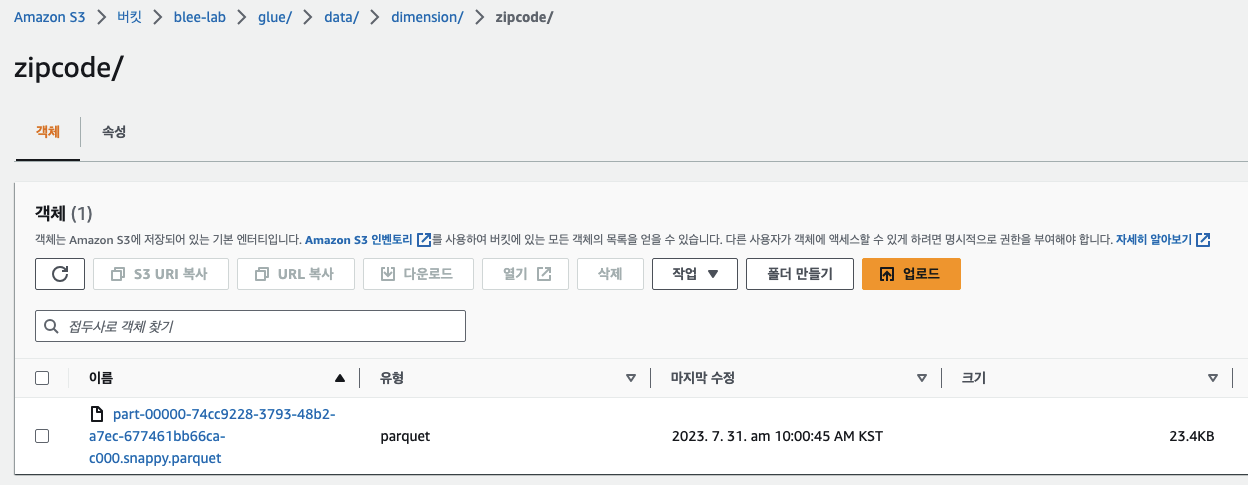 Amazon S3 > 버킷 > blee-lab > glue/ > data/ > dimension/ > zipcode/
zipcode/
객체 속성
객체 (1)
객체는 Amazon S3에 저장되어 있는 기본 엔터티입니다. Amazon S3 인벤토리 를 사용하여 버킷에 있는 모든 객체의 목록을 얻을 수 있습니다. 다른 사용자가 객체에 액세스할 수 있게 하려면 명시적으로 권한을 부여해야 합니다. 자세히 알아보기
S3 URI 복사 URL 복사 다운로드 열기 삭제 작업 폴더 만들기 업로드
접두사로 객체 찾기
이름 유형 마지막 수정 크기
part-00000-74cc9228-3793-48b2-
a7ec-677461bb66ca- parquet 2023. 7. 31. am 10:00:45 AM KST 23.4KB
c000.snappy.parquet